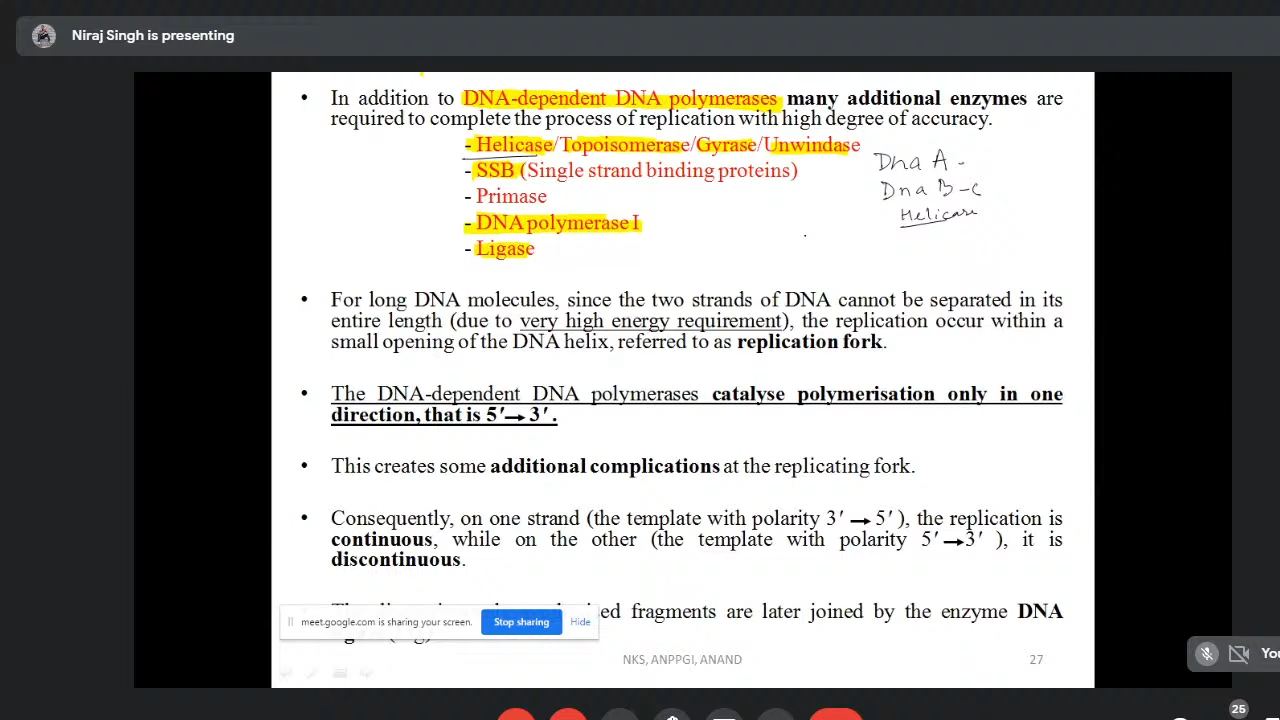 Niraj Singh is presenting
• In addition to DNA-dependent DNA polymerases many additional enzymes are
required to complete the process of replication with high degree of accuracy.
- Helicase/Topoisomerase/Gyrase/Unwindase
- SSB (Single strand binding proteins)
- Primase
- DNA polymerase I
- Ligase
Dna A -
Dna B-C
Helicase
• For long DNA molecules, since the two strands of DNA cannot be separated in its
entire length (due to very high energy requirement), the replication occur within a
small opening of the DNA helix, referred to as replication fork.
• The DNA-dependent DNA polymerases catalyse polymerisation only in one
direction, that is 5′→3′.
• This creates some additional complications at the replicating fork.
• Consequently, on one strand (the template with polarity 3′→5′), the replication is
continuous, while on the other (the template with polarity 5′→3′ ), it is
discontinuous.
fragments are later joined by the enzyme DNA
meet.google.com is sharing your screen. Stop sharing Hide
NKS, ANPPGI, ANAND 27
You
25